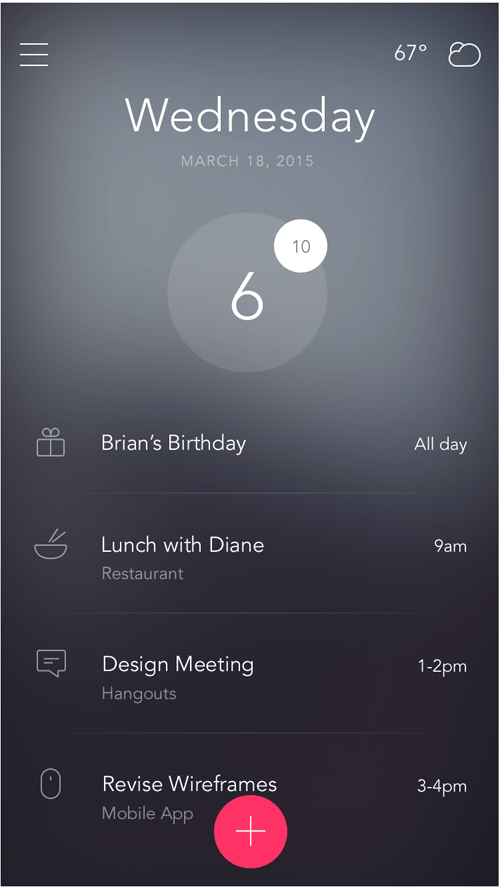 67°
Wednesday
MARCH 18, 2015
10
6
Brian's Birthday All day
Lunch with Diane 9am
Restaurant
Design Meeting 1-2pm
Hangouts
Revise Wireframes 3-4pm
Mobile App